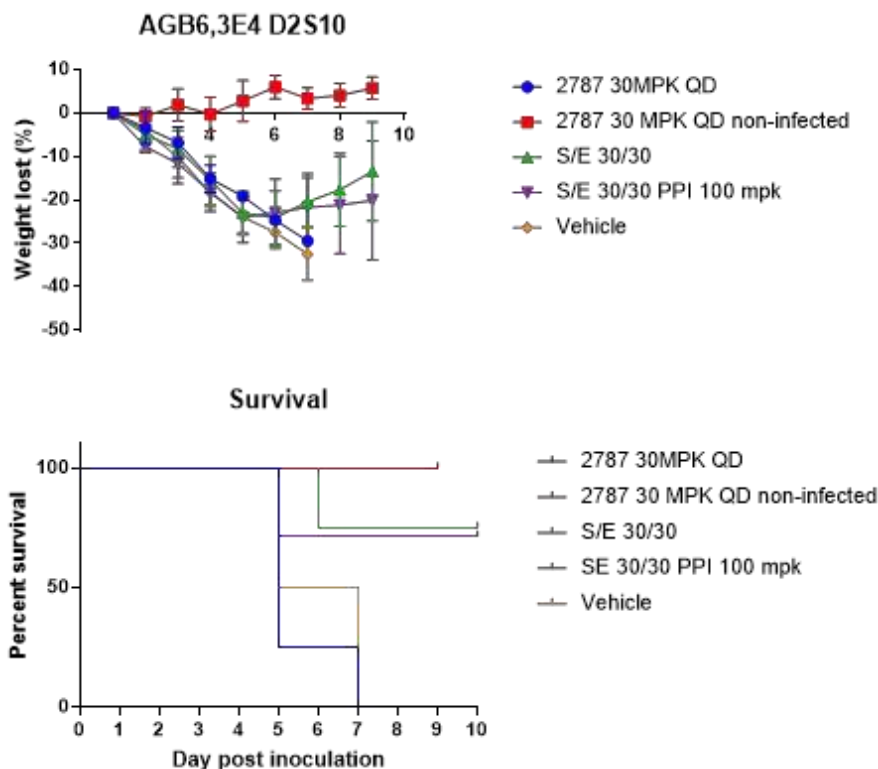 AGB6,3E4 D2S10
10
0
-10
-20
-30
-40
-50
4
6
8
10
Weight lost (%)
2787 30MPK QD
2787 30 MPK QD non-infected
S/E 30/30
S/E 30/30 PPI 100 mpk
Vehicle
Survival
100
50
0
0 1 2 3 4 5 6 7 8 9 10
Percent survival
Day post inoculation
2787 30MPK QD
2787 30 MPK QD non-infected
S/E 30/30
SE 30/30 PPI 100 mpk
Vehicle